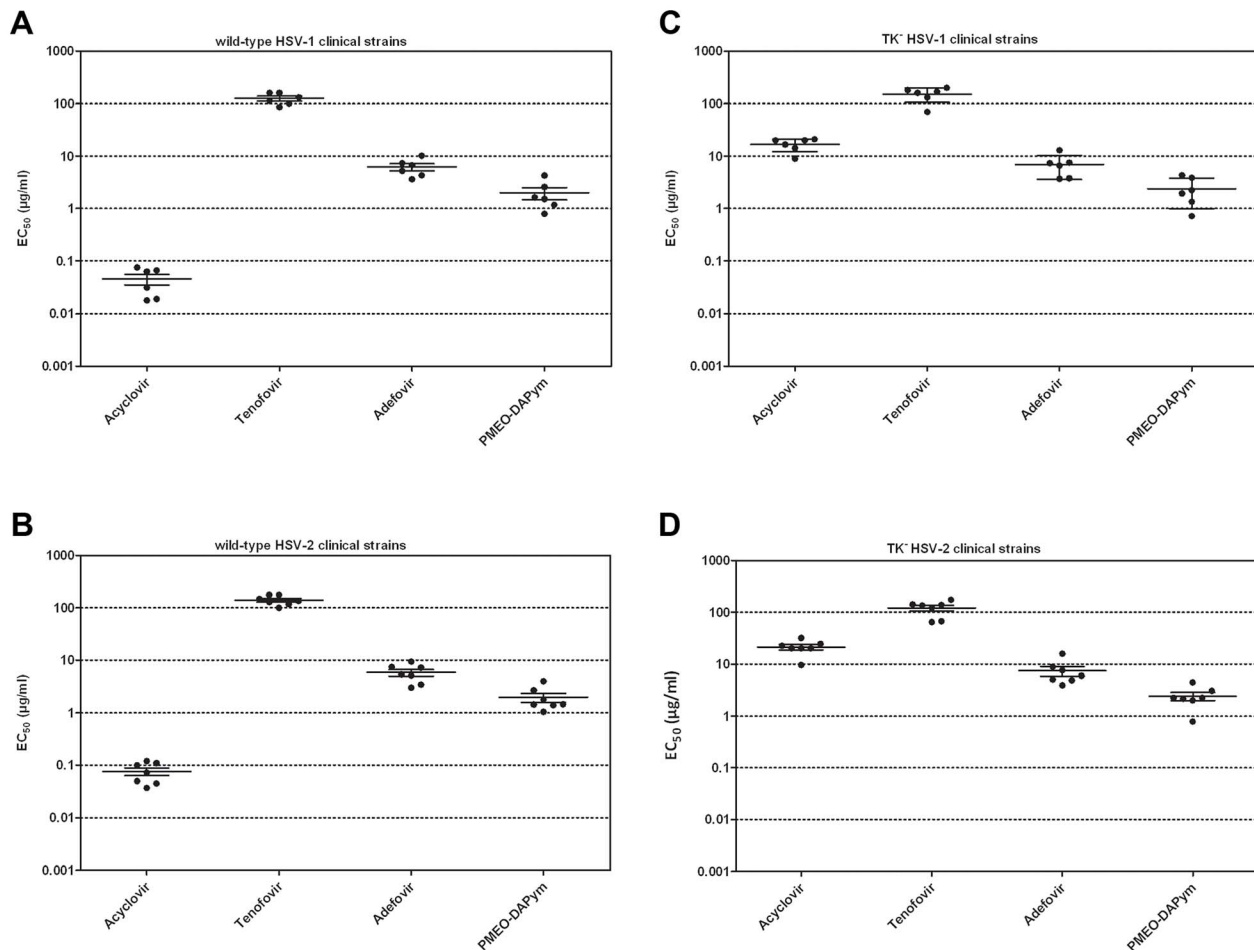 A
wild-type HSV-1 clinical strains
EC₅₀ (µg/ml)
1000
100
10
1
0.1
0.01
0.001
Acyclovir
Tenofovir
Adefovir
PMEO-DAPym
B
wild-type HSV-2 clinical strains
EC₅₀ (µg/ml)
1000
100
10
1
0.1
0.01
0.001
Acyclovir
Tenofovir
Adefovir
PMEO-DAPym
C
TK⁻ HSV-1 clinical strains
EC₅₀ (µg/ml)
1000
100
10
1
0.1
0.01
0.001
Acyclovir
Tenofovir
Adefovir
PMEO-DAPym
D
TK⁻ HSV-2 clinical strains
EC₅₀ (µg/ml)
1000
100
10
1
0.1
0.01
0.001
Acyclovir
Tenofovir
Adefovir
PMEO-DAPym